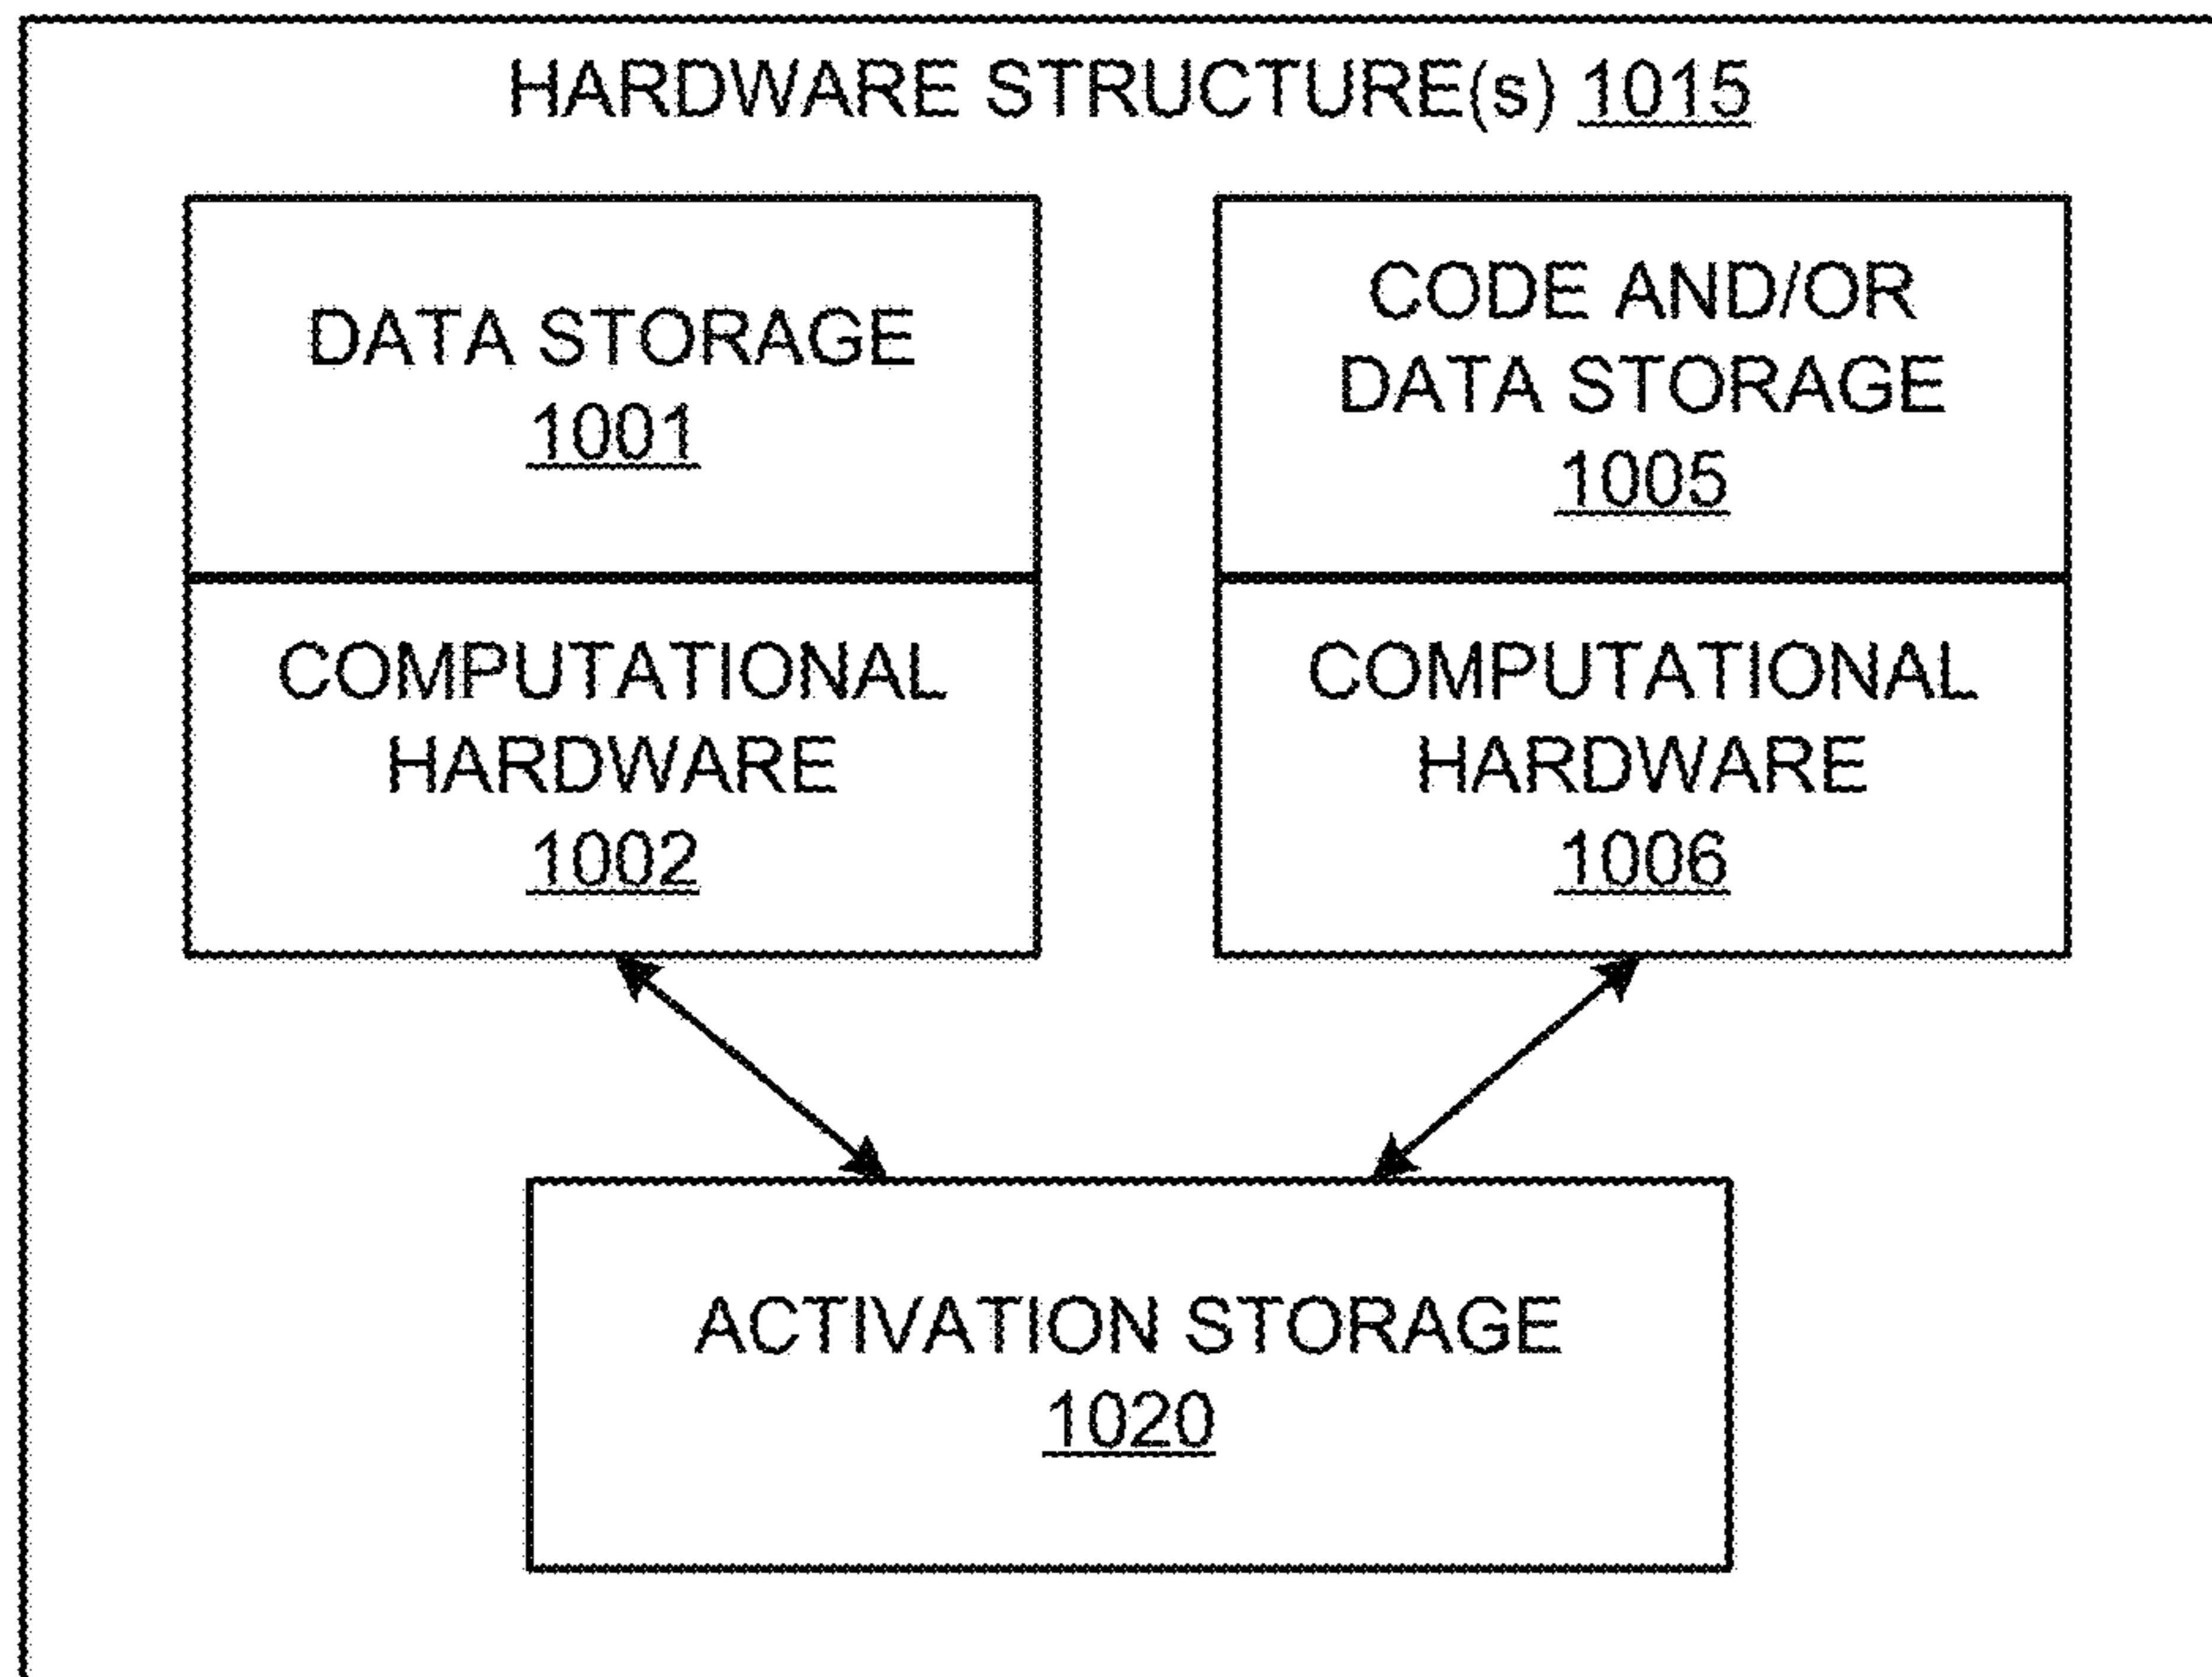 HARDWARE STRUCTURE(s) 1015
DATA STORAGE
1001
CODE AND/OR
DATA STORAGE
1005
COMPUTATIONAL
HARDWARE
1002
COMPUTATIONAL
HARDWARE
1006
ACTIVATION STORAGE
1020